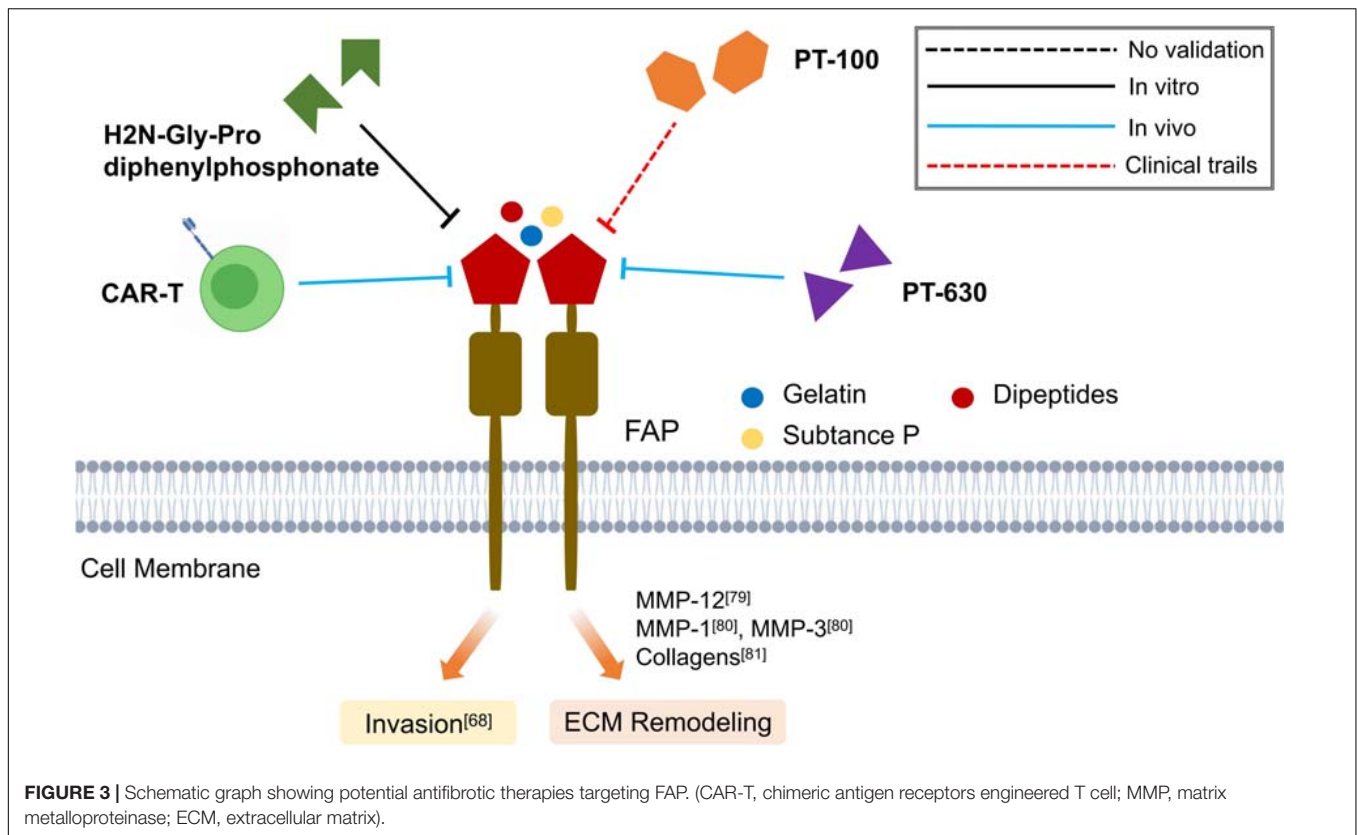 PT-100
No validation
In vitro
In vivo
Clinical trails
H2N-Gly-Pro
diphenylphosphonate
CAR-T
PT-630
Gelatin
Dipeptides
Subtance P
FAP
Cell Membrane
MMP-12[79]
MMP-1[80], MMP-3[80]
Collagens[81]
Invasion[68]
ECM Remodeling
FIGURE 3 | Schematic graph showing potential antifibrotic therapies targeting FAP. (CAR-T, chimeric antigen receptors engineered T cell; MMP, matrix
metalloproteinase; ECM, extracellular matrix).